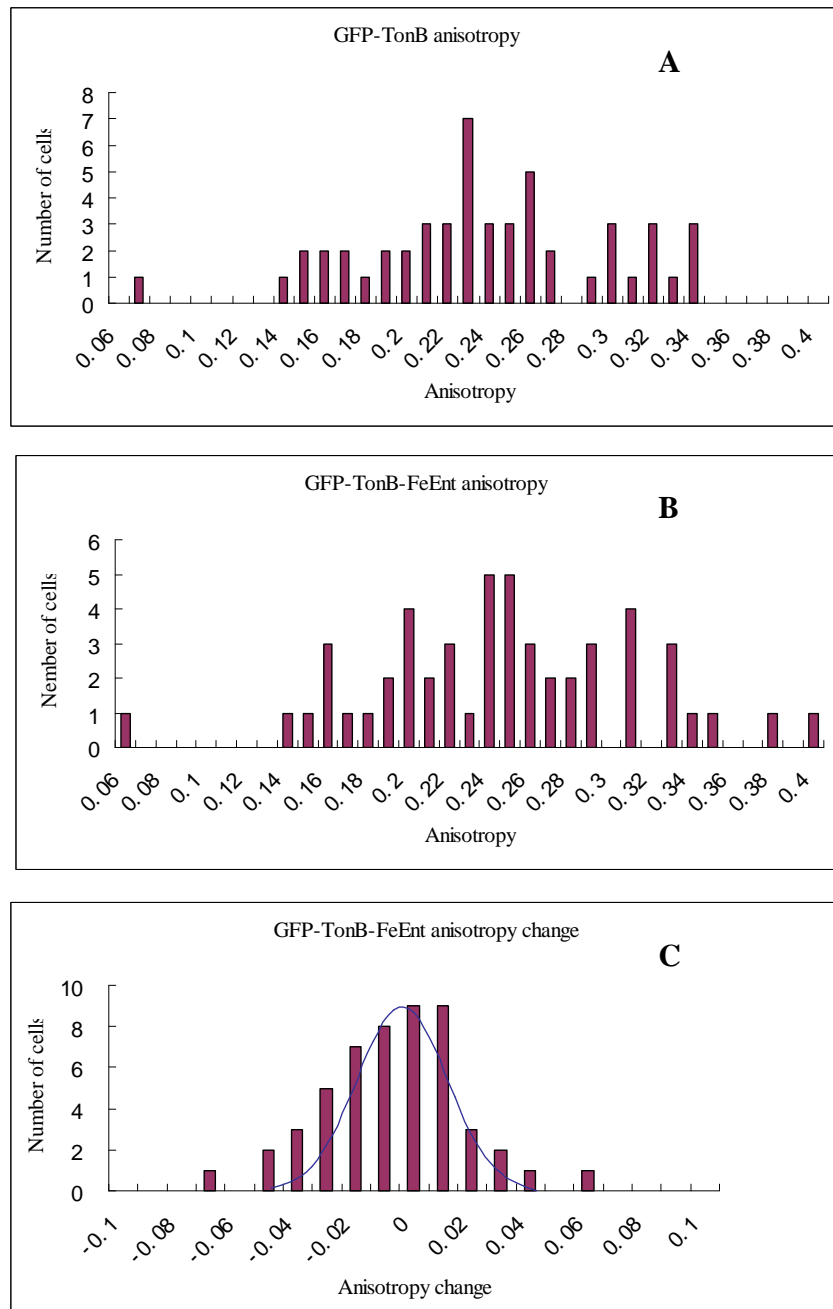 GFP-TonB anisotropy
A
Number of cells
8
7
6
5
4
3
2
1
0
0.06 0.08 0.1 0.12 0.14 0.16 0.18 0.2 0.22 0.24 0.26 0.28 0.3 0.32 0.34 0.36 0.38 0.4
Anisotropy
GFP-TonB-FeEnt anisotropy
B
Nember of cells
6
5
4
3
2
1
0
0.06 0.08 0.1 0.12 0.14 0.16 0.18 0.2 0.22 0.24 0.26 0.28 0.3 0.32 0.34 0.36 0.38 0.4
Anisotropy
GFP-TonB-FeEnt anisotropy change
C
Number of cells
10
8
6
4
2
0
-0.1 -0.08 -0.06 -0.04 -0.02 0 0.02 0.04 0.06 0.08 0.1
Anisotropy change